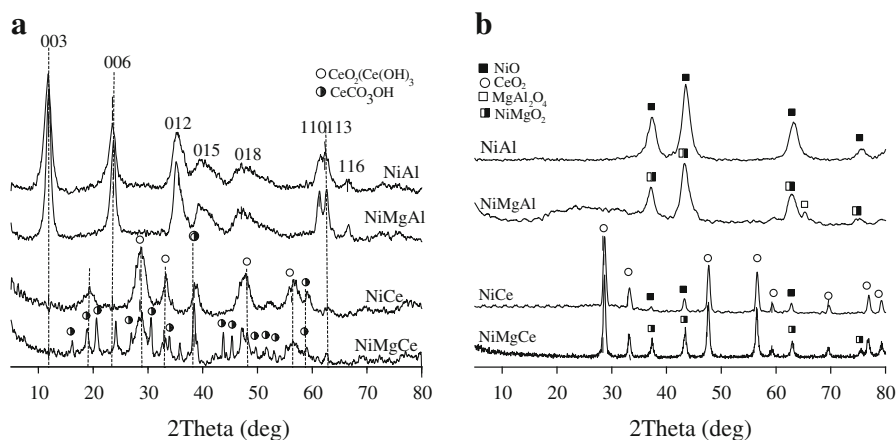 a
003
006
012
015
018
110113
116
CeO₂(Ce(OH)₃
CeCO₃OH
NiAl
NiMgAl
NiCe
NiMgCe
10 20 30 40 50 60 70 80
2Theta (deg)
b
NiO
CeO₂
MgAl₂O₄
NiMgO₂
NiAl
NiMgAl
NiCe
NiMgCe
10 20 30 40 50 60 70 80
2Theta (deg)